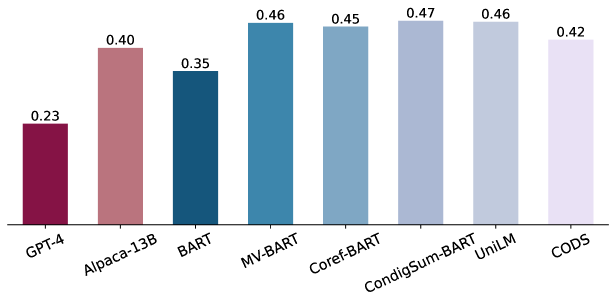 0.23
0.40
0.35
0.46
0.45
0.47
0.46
0.42
GPT-4
Alpaca-13B
BART
MV-BART
Coref-BART
CondigSum-BART
UniLM
CODS